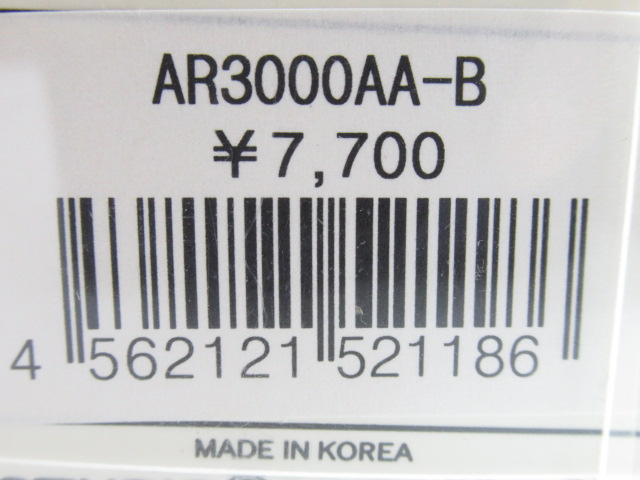 AR3000AA-B
￥7,700
4 562121 521186
MADE IN KOREA